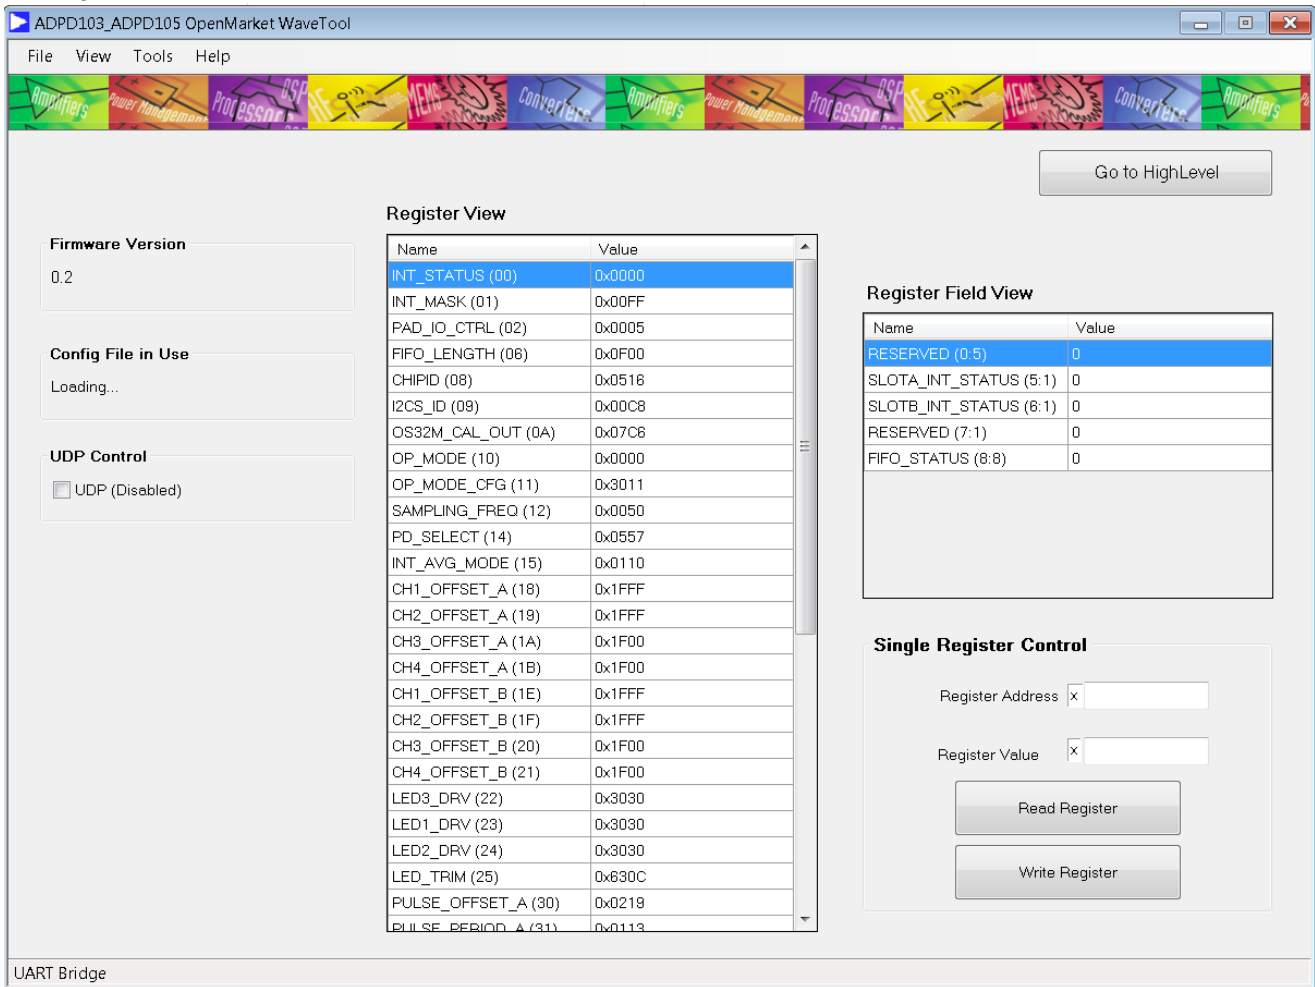 ADPD103_ADPD105 OpenMarket WaveTool
File View Tools Help
Amplifiers Power Management Processor DSP RF MEMS Converters Amplifiers Power Management Processor DSP RF MEMS Converters Amplifiers
Go to HighLevel
Register View
Firmware Version
0.2
Config File in Use
Loading...
UDP Control
UDP (Disabled)
Name Value
INT_STATUS (00) 0x0000
INT_MASK (01) 0x00FF
PAD_IO_CTRL (02) 0x0005
FIFO_LENGTH (06) 0x0F00
CHIPID (08) 0x0516
I2CS_ID (09) 0x00C8
OS32M_CAL_OUT (0A) 0x07C6
OP_MODE (10) 0x0000
OP_MODE_CFG (11) 0x3011
SAMPLING_FREQ (12) 0x0050
PD_SELECT (14) 0x0557
INT_AVG_MODE (15) 0x0110
CH1_OFFSET_A (18) 0x1FFF
CH2_OFFSET_A (19) 0x1FFF
CH3_OFFSET_A (1A) 0x1F00
CH4_OFFSET_A (1B) 0x1F00
CH1_OFFSET_B (1E) 0x1FFF
CH2_OFFSET_B (1F) 0x1FFF
CH3_OFFSET_B (20) 0x1F00
CH4_OFFSET_B (21) 0x1F00
LED3_DRV (22) 0x3030
LED1_DRV (23) 0x3030
LED2_DRV (24) 0x3030
LED_TRIM (25) 0x630C
PULSE_OFFSET_A (30) 0x0219
PULSE_PERIOD_A (31) 0x0113
Register Field View
Name Value
RESERVED (0:5) 0
SLOTA_INT_STATUS (5:1) 0
SLOTB_INT_STATUS (6:1) 0
RESERVED (7:1) 0
FIFO_STATUS (8:8) 0
Single Register Control
Register Address x
Register Value x
Read Register
Write Register
UART Bridge